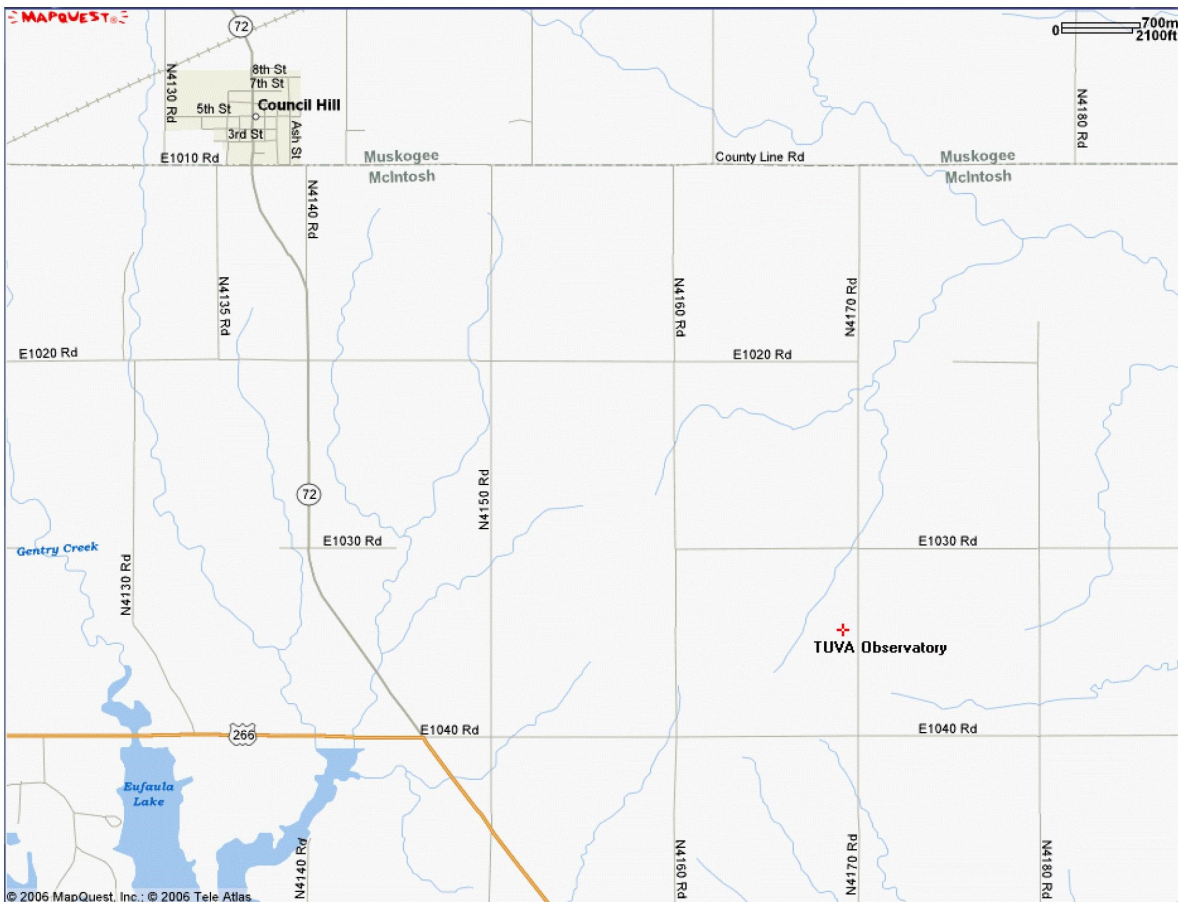 MAPQUEST®
72
0 700m
2100ft
8th St
7th St
N4130 Rd
5th St
Council Hill
3rd St
Ash St
N4180 Rd
E1010 Rd
Muskogee
McIntosh
County Line Rd
Muskogee
McIntosh
N4140 Rd
N4135 Rd
N4160 Rd
N4170 Rd
E1020 Rd
E1020 Rd
N4150 Rd
72
E1030 Rd
E1030 Rd
Gentry Creek
N4130 Rd
TUVA Observatory
266
E1040 Rd
E1040 Rd
Eufaula
Lake
N4140 Rd
N4160 Rd
N4170 Rd
N4180 Rd
© 2006 MapQuest, Inc.; © 2006 Tele Atlas